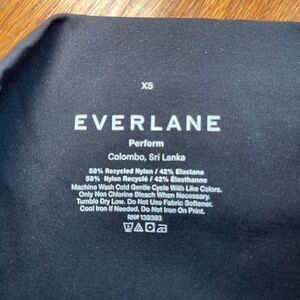 XS
EVERLANE
Perform
Colombo, Sri Lanka
58% Recycled Nylon / 42% Elastane
58% Nylon Recyclé / 42% Élasthanne
Machine Wash Cold Gentle Cycle With Like Colors.
Only Non Chlorine Bleach When Necessary.
Tumble Dry Low. Do Not Use Fabric Softener.
Cool Iron if Needed. Do Not Iron On Print.
RN# 139393